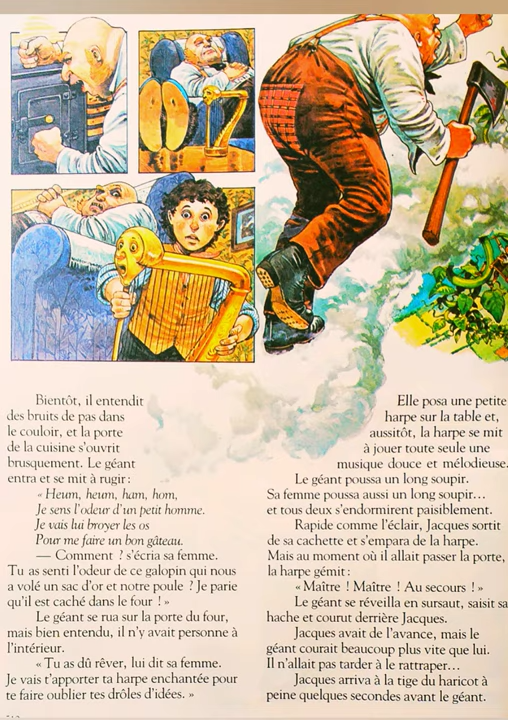 Bientôt, il entendit
des bruits de pas dans
le couloir, et la porte
de la cuisine s'ouvrit
brusquement. Le géant
entra et se mit à rugir :
« Heum, heum, ham, hom,
Je sens l'odeur d'un petit homme.
Je vais lui broyer les os
Pour me faire un bon gâteau.
— Comment ? s'écria sa femme.
Tu as senti l'odeur de ce galopin qui nous
a volé un sac d'or et notre poule ? Je parie
qu'il est caché dans le four ! »
Le géant se rua sur la porte du four,
mais bien entendu, il n'y avait personne à
l'intérieur.
« Tu as dû rêver, lui dit sa femme.
Je vais t'apporter ta harpe enchantée pour
te faire oublier tes drôles d'idées. »
Elle posa une petite
harpe sur la table et,
aussitôt, la harpe se mit
à jouer toute seule une
musique douce et mélodieuse.
Le géant poussa un long soupir.
Sa femme poussa aussi un long soupir...
et tous deux s'endormirent paisiblement.
Rapide comme l'éclair, Jacques sortit
de sa cachette et s'empara de la harpe.
Mais au moment où il allait passer la porte,
la harpe gémit :
« Maître ! Maître ! Au secours ! »
Le géant se réveilla en sursaut, saisit sa
hache et courut derrière Jacques.
Jacques avait de l'avance, mais le
géant courait beaucoup plus vite que lui.
Il n'allait pas tarder à le rattraper...
Jacques arriva à la tige du haricot à
peine quelques secondes avant le géant.